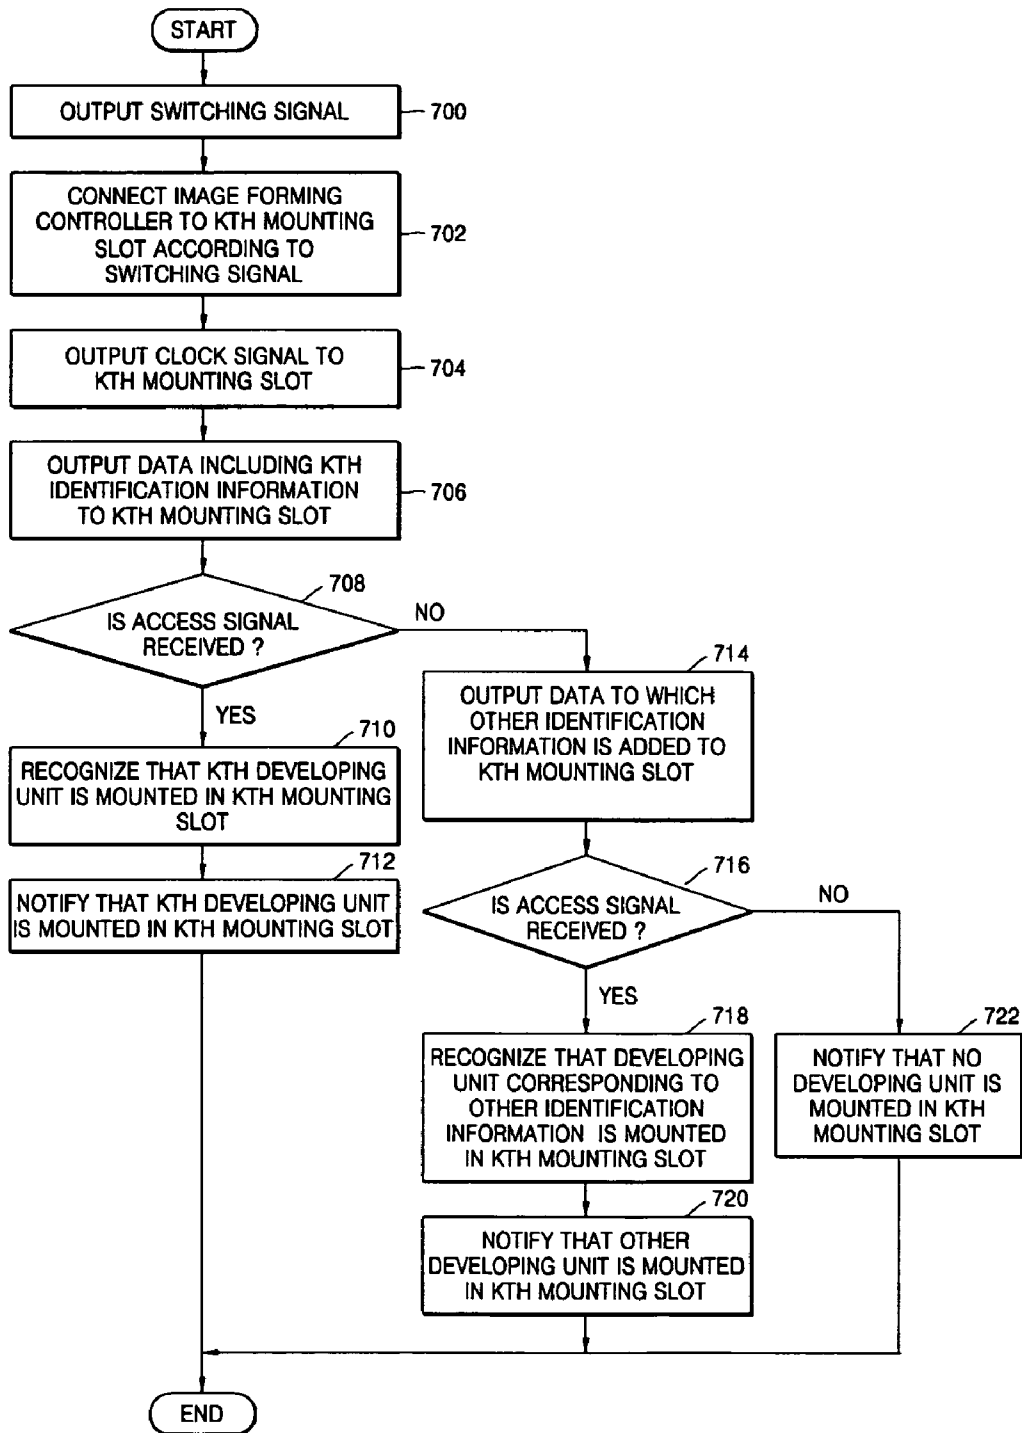 START
OUTPUT SWITCHING SIGNAL
700
CONNECT IMAGE FORMING
CONTROLLER TO KTH MOUNTING
SLOT ACCORDING TO
SWITCHING SIGNAL
702
OUTPUT CLOCK SIGNAL TO
KTH MOUNTING SLOT
704
OUTPUT DATA INCLUDING KTH
IDENTIFICATION INFORMATION
TO KTH MOUNTING SLOT
706
708
IS ACCESS SIGNAL
RECEIVED ?
NO
YES
710
RECOGNIZE THAT KTH DEVELOPING
UNIT IS MOUNTED IN KTH MOUNTING
SLOT
712
NOTIFY THAT KTH DEVELOPING UNIT
IS MOUNTED IN KTH MOUNTING SLOT
714
OUTPUT DATA TO WHICH
OTHER IDENTIFICATION
INFORMATION IS ADDED TO
KTH MOUNTING SLOT
716
IS ACCESS SIGNAL
RECEIVED ?
NO
YES
718
RECOGNIZE THAT DEVELOPING
UNIT CORRESPONDING TO
OTHER IDENTIFICATION
INFORMATION IS MOUNTED
IN KTH MOUNTING SLOT
720
NOTIFY THAT OTHER
DEVELOPING UNIT IS MOUNTED
IN KTH MOUNTING SLOT
722
NOTIFY THAT NO
DEVELOPING UNIT IS
MOUNTED IN KTH
MOUNTING SLOT
END